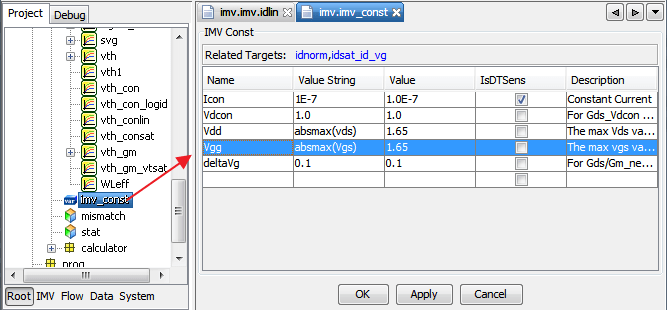 Project
Debug
svg
vth
vth1
vth_con
vth_con_logid
vth_conlin
vth_consat
vth_gm
vth_gm_vtsat
WLeff
var
imv_const
mismatch
stat
calculator
prog
Root IMV Flow Data System
imv.imv.idlin
imv.imv_const
IMV Const
Related Targets: idnorm,idsat_id_vg
Name Value String Value IsDTSens Description
Icon 1E-7 1.0E-7 Constant Current
Vdcon 1.0 1.0 For Gds_Vdcon ...
Vdd absmax(vds) 1.65 The max Vds va...
Vgg absmax(Vgs) 1.65 The max vgs va...
deltaVg 0.1 0.1 For Gds/Gm_ne...
OK Apply Cancel